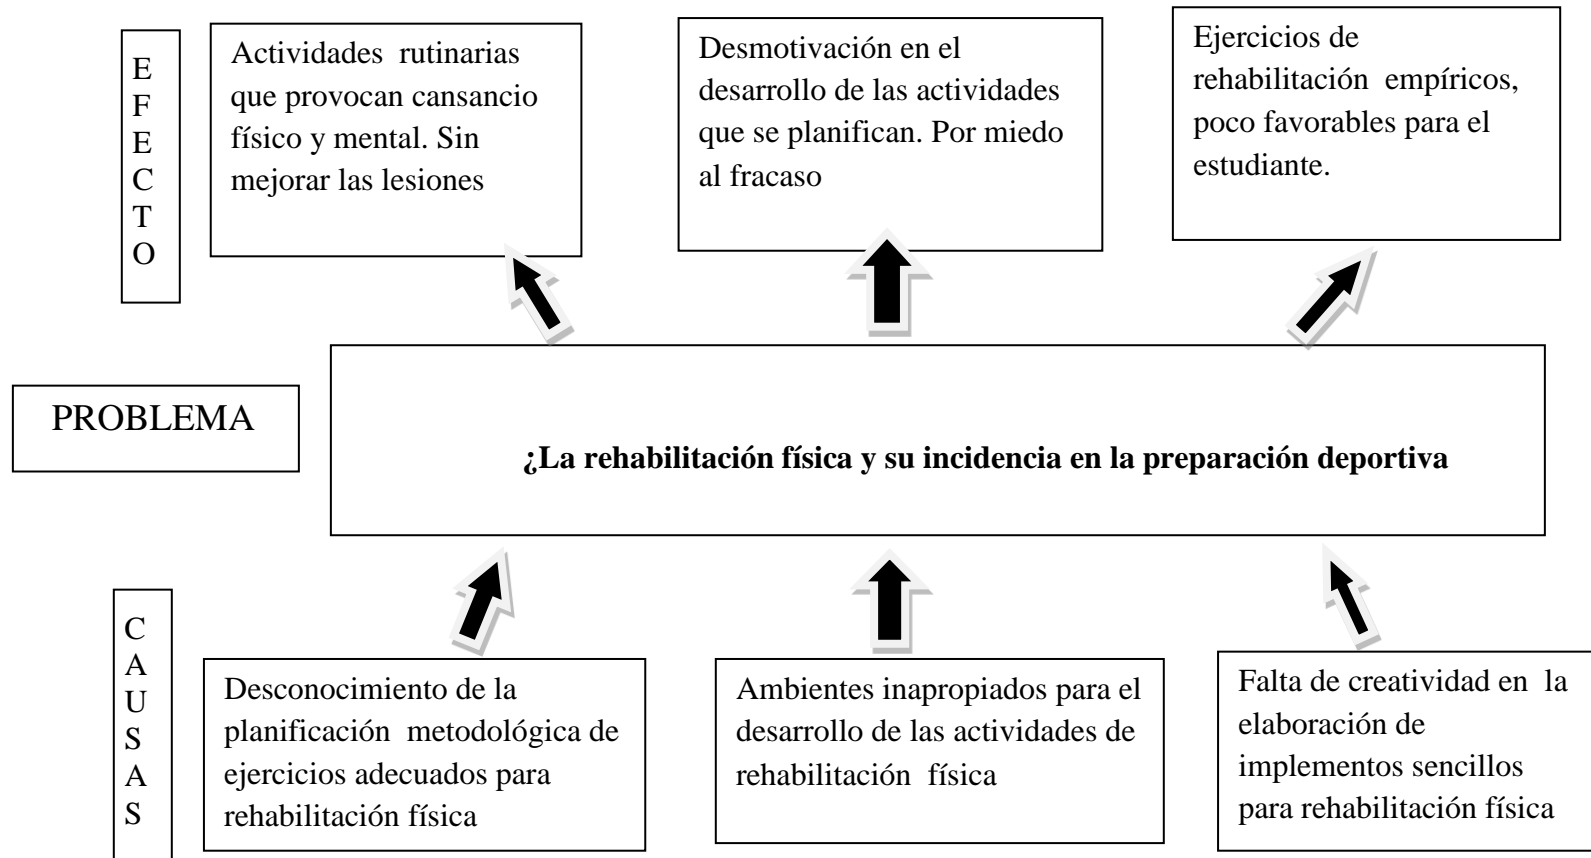 E
F
E
C
T
O
Actividades rutinarias
que provocan cansancio
físico y mental. Sin
mejorar las lesiones
Desmotivación en el
desarrollo de las actividades
que se planifican. Por miedo
al fracaso
Ejercicios de
rehabilitación empíricos,
poco favorables para el
estudiante.
PROBLEMA
¿La rehabilitación física y su incidencia en la preparación deportiva
C
A
U
S
A
S
Desconocimiento de la
planificación metodológica de
ejercicios adecuados para
rehabilitación física
Ambientes inapropiados para el
desarrollo de las actividades de
rehabilitación física
Falta de creatividad en la
elaboración de
implementos sencillos
para rehabilitación física